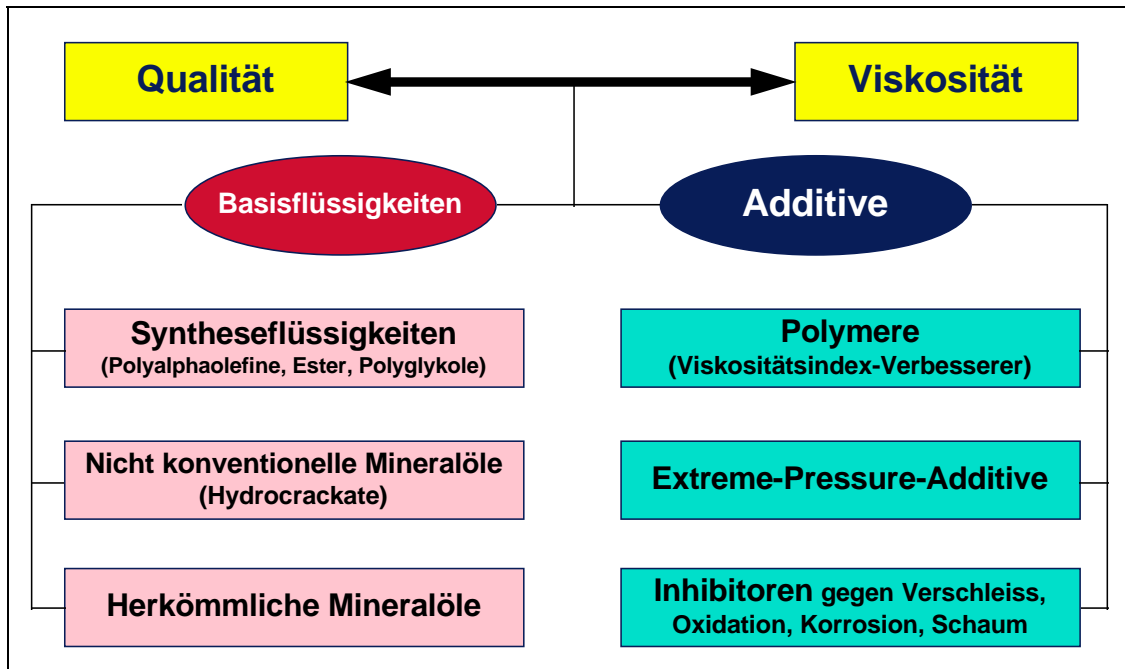 Qualität
Viskosität
Basisflüssigkeiten
Additive
Syntheseflüssigkeiten
(Polyalphaolefine, Ester, Polyglykole)
Polymere
(Viskositätsindex-Verbesserer)
Nicht konventionelle Mineralöle
(Hydrocrackate)
Extreme-Pressure-Additive
Herkömmliche Mineralöle
Inhibitoren gegen Verschleiss,
Oxidation, Korrosion, Schaum